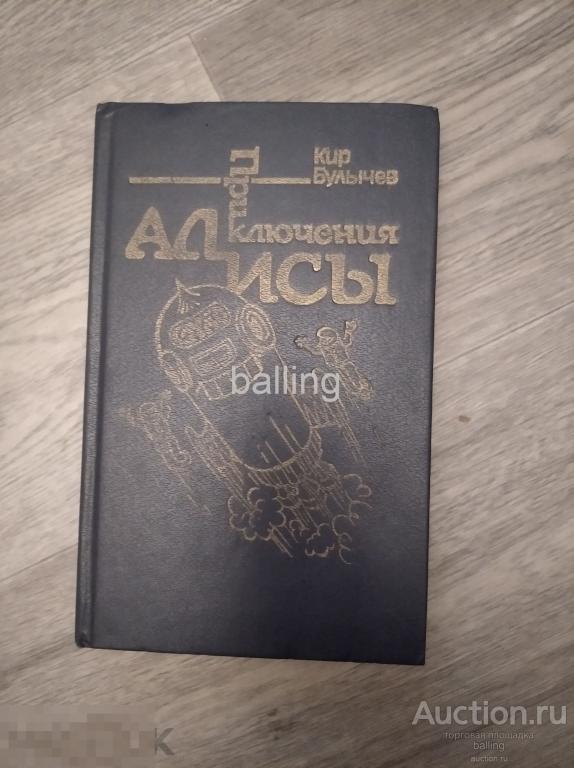 Кир
Булычев
Приключения
Алисы
balling
Auction.ru
торговая площадка
balling
auction.ru